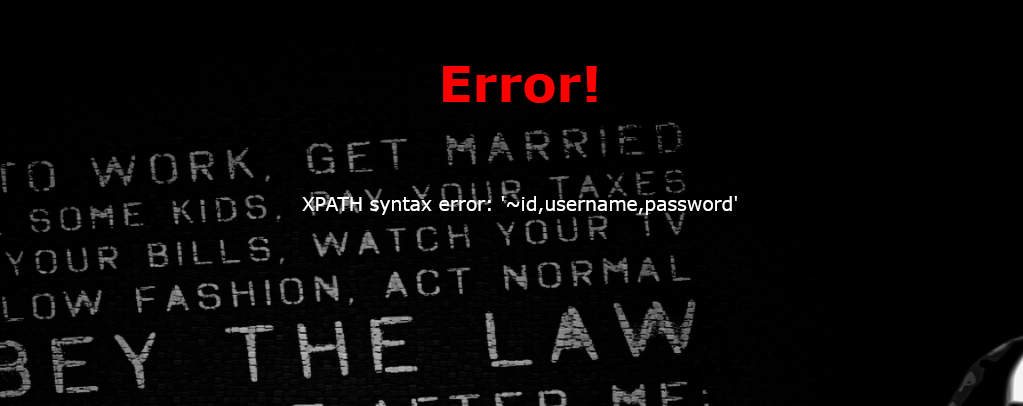 Error!
TO WORK, GET MARRIED
SOME KIDS, PAY YOUR TAXES
XPATH syntax error: '~id,username,password'
YOUR BILLS, WATCH YOUR TV
LOW FASHION, ACT NORMAL
BEY THE LAW
AFTER ME: